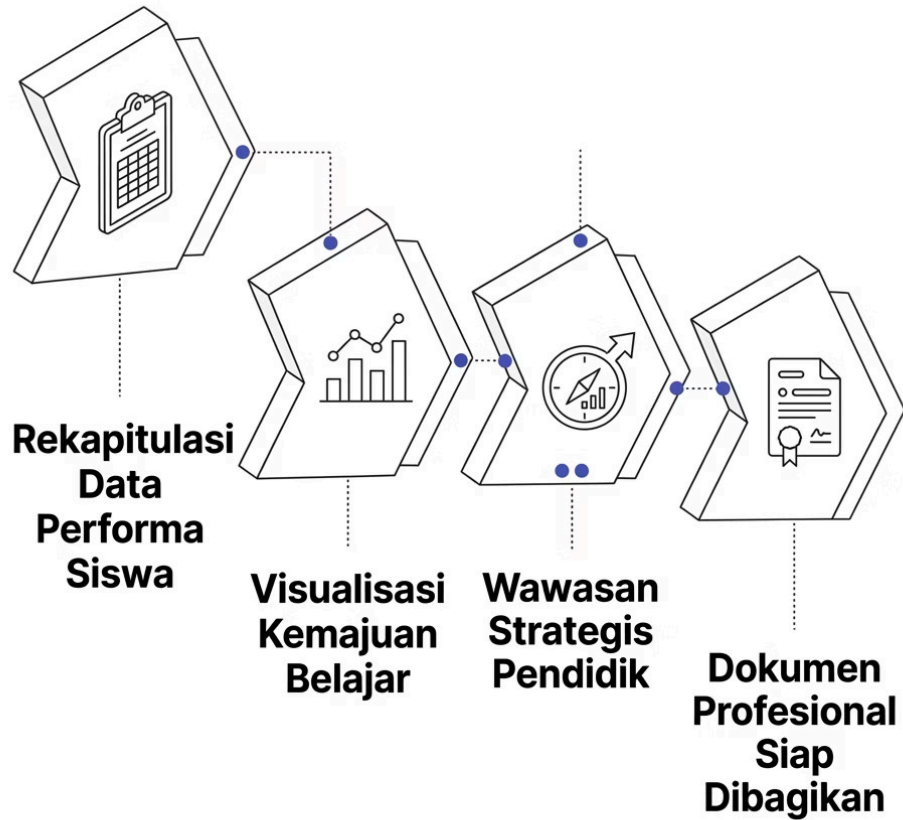 Rekapitulasi
Data
Performa
Siswa
Visualisasi
Kemajuan
Belajar
Wawasan
Strategis
Pendidik
Dokumen
Profesional
Siap
Dibagikan